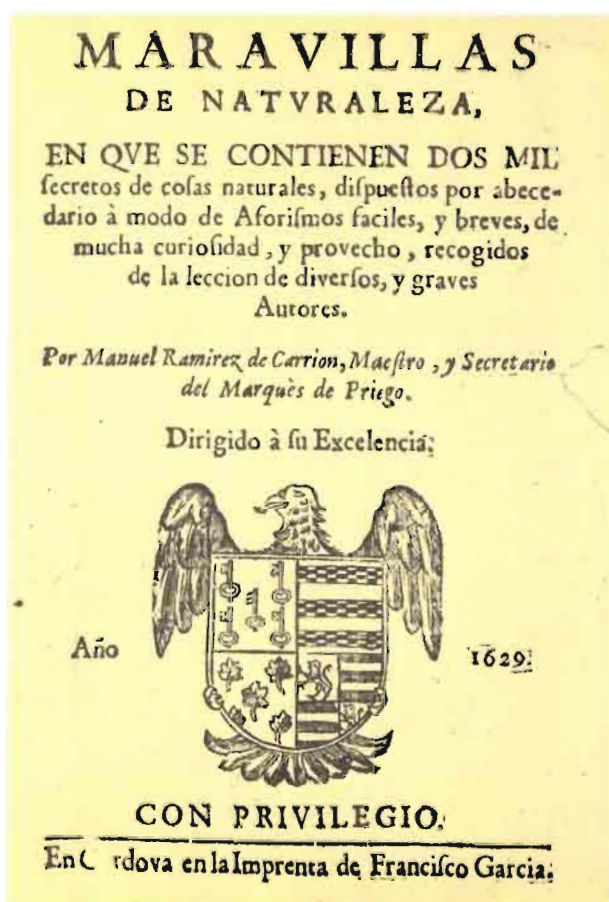 MARAVILLAS
DE NATVRALEZA,
EN QVE SE CONTIENEN DOS MIL
ſecretos de coſas naturales, diſpueſtos por abece-
dario à modo de Aforiſmos faciles, y breves, de
mucha curioſidad, y provecho, recogidos
de la leccion de diverſos, y graves
Autores.
Por Manuel Ramirez de Carrion, Maeſtro, y Secretario
del Marquès de Priego.
Dirigido à ſu Excelencia:
Año 1629.
CON PRIVILEGIO.
En C rdova en la Imprenta de Franciſco Garcia.